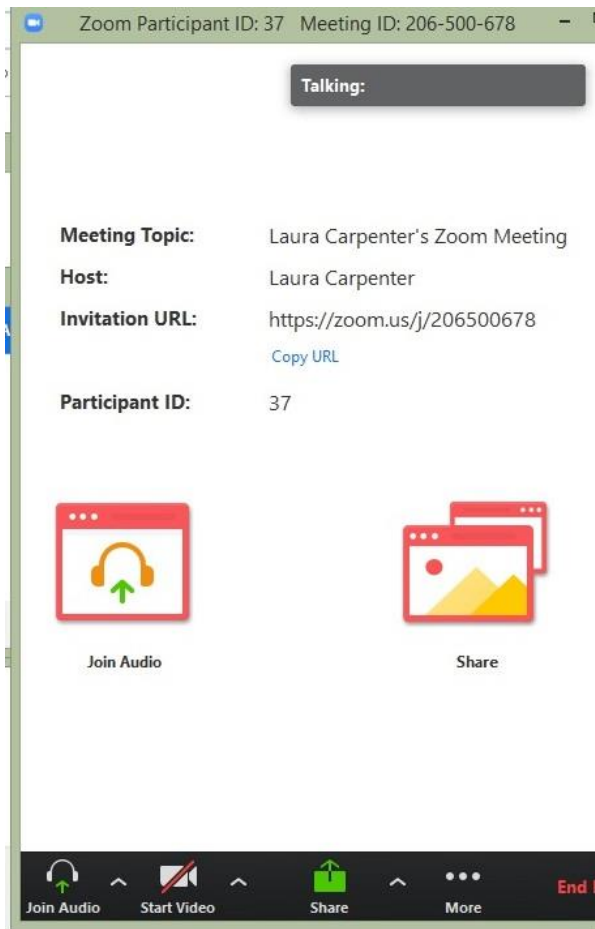 Zoom Participant ID: 37 Meeting ID: 206-500-678
Talking:
Meeting Topic: Laura Carpenter's Zoom Meeting
Host: Laura Carpenter
Invitation URL: https://zoom.us/j/206500678
Copy URL
Participant ID: 37
Join Audio Share
Join Audio Start Video Share More End